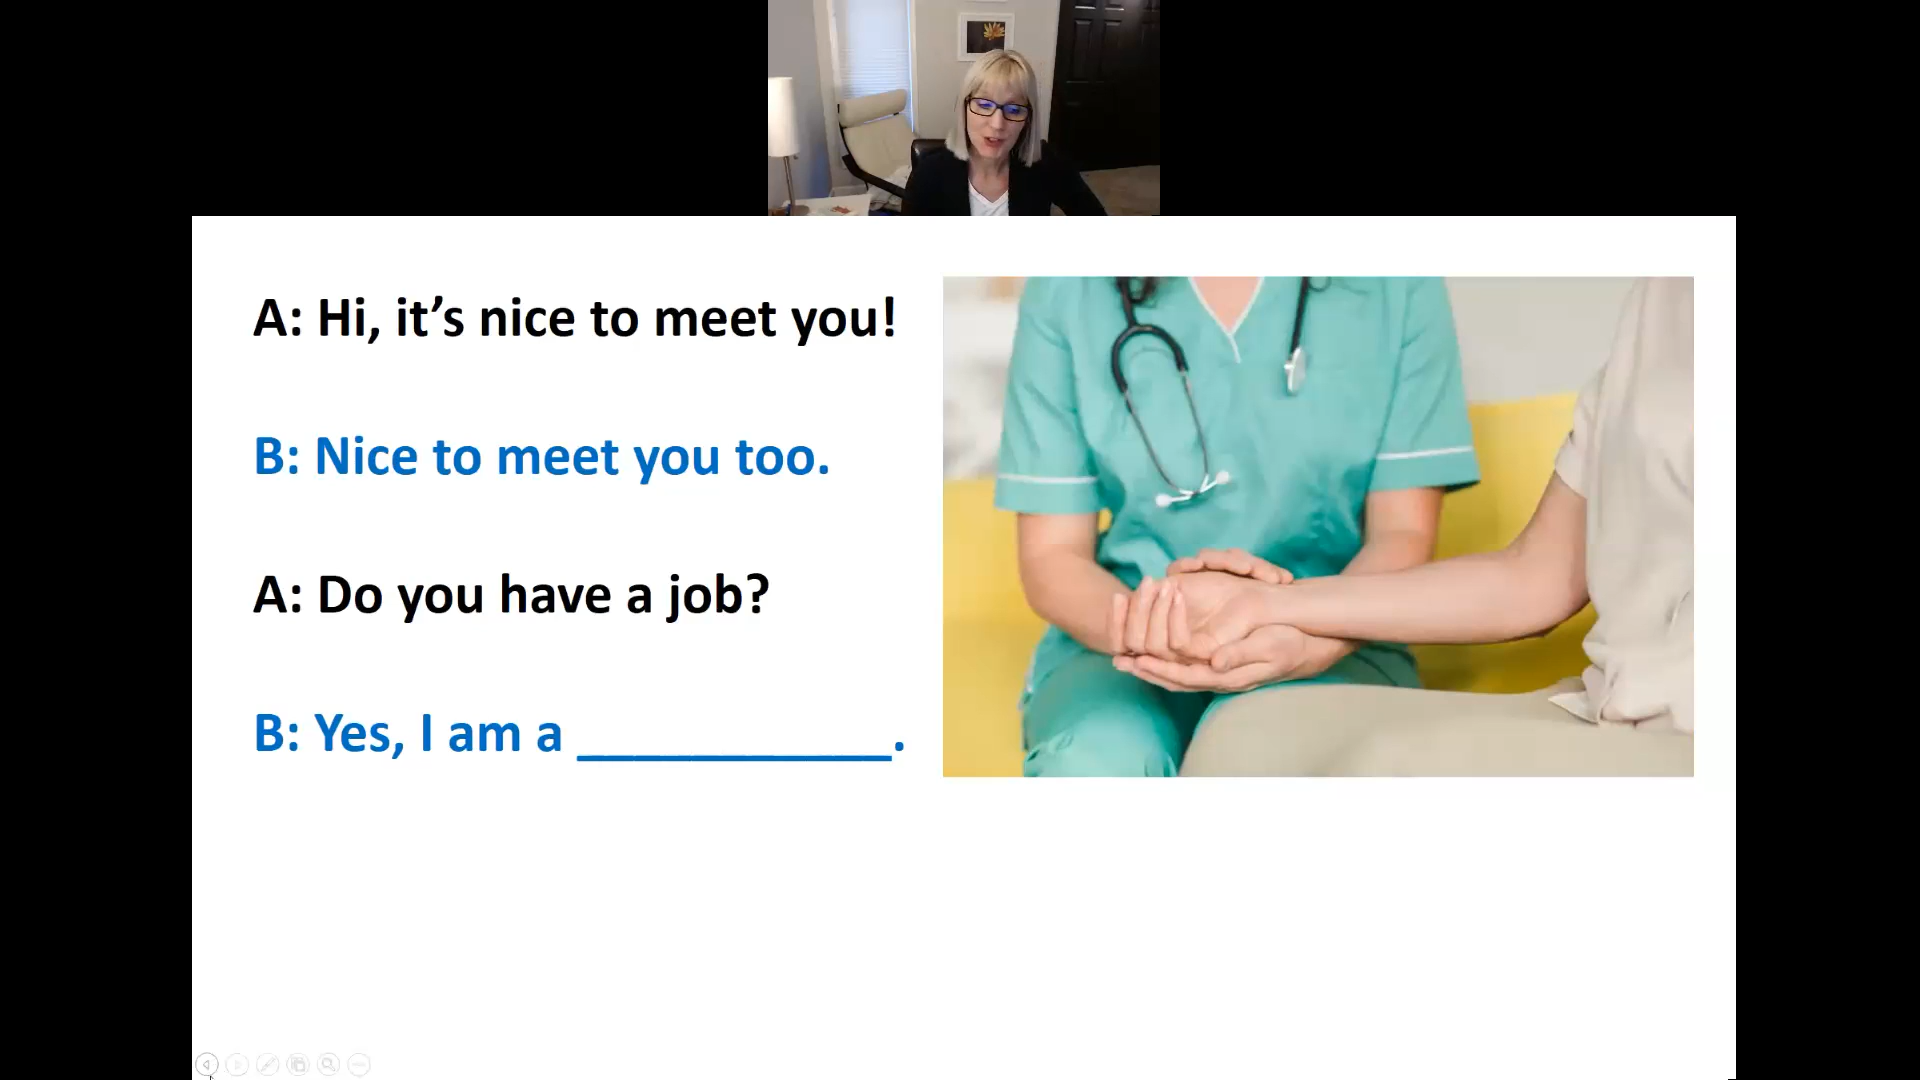 A: Hi, it’s nice to meet you!
B: Nice to meet you too.
A: Do you have a job?
B: Yes, I am a ___________.